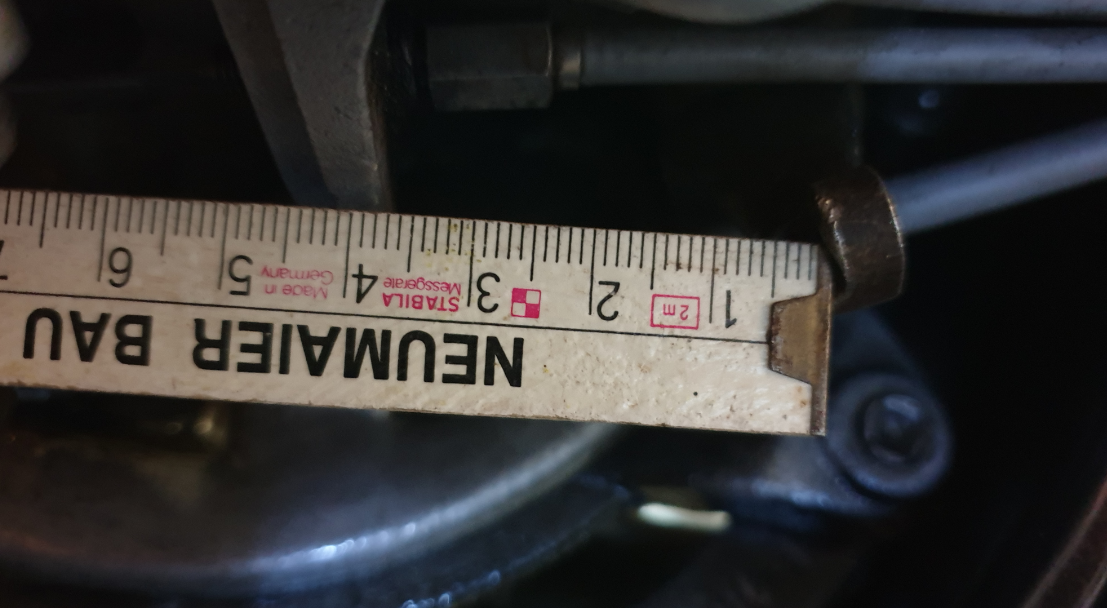 1 2m 2 3 STABILA 4 Made in 5 6 7
Messgeräte Germany
NEUMAIER BAU